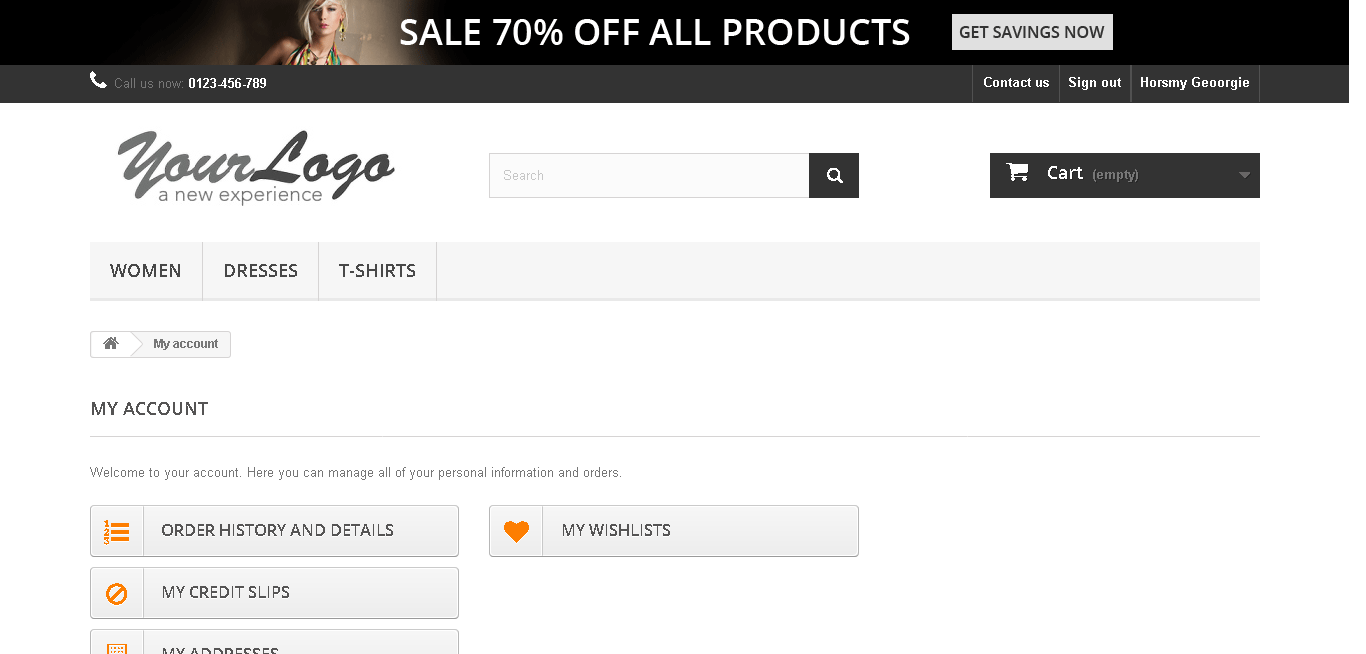 SALE 70% OFF ALL PRODUCTS GET SAVINGS NOW
Call us now: 0123-456-789 Contact us Sign out Horsmy Geoorgie
YourLogo
a new experience
Search
Cart (empty)
WOMEN DRESSES T-SHIRTS
My account
MY ACCOUNT
Welcome to your account. Here you can manage all of your personal information and orders.
ORDER HISTORY AND DETAILS MY WISHLISTS
MY CREDIT SLIPS
MY ADDRESSES